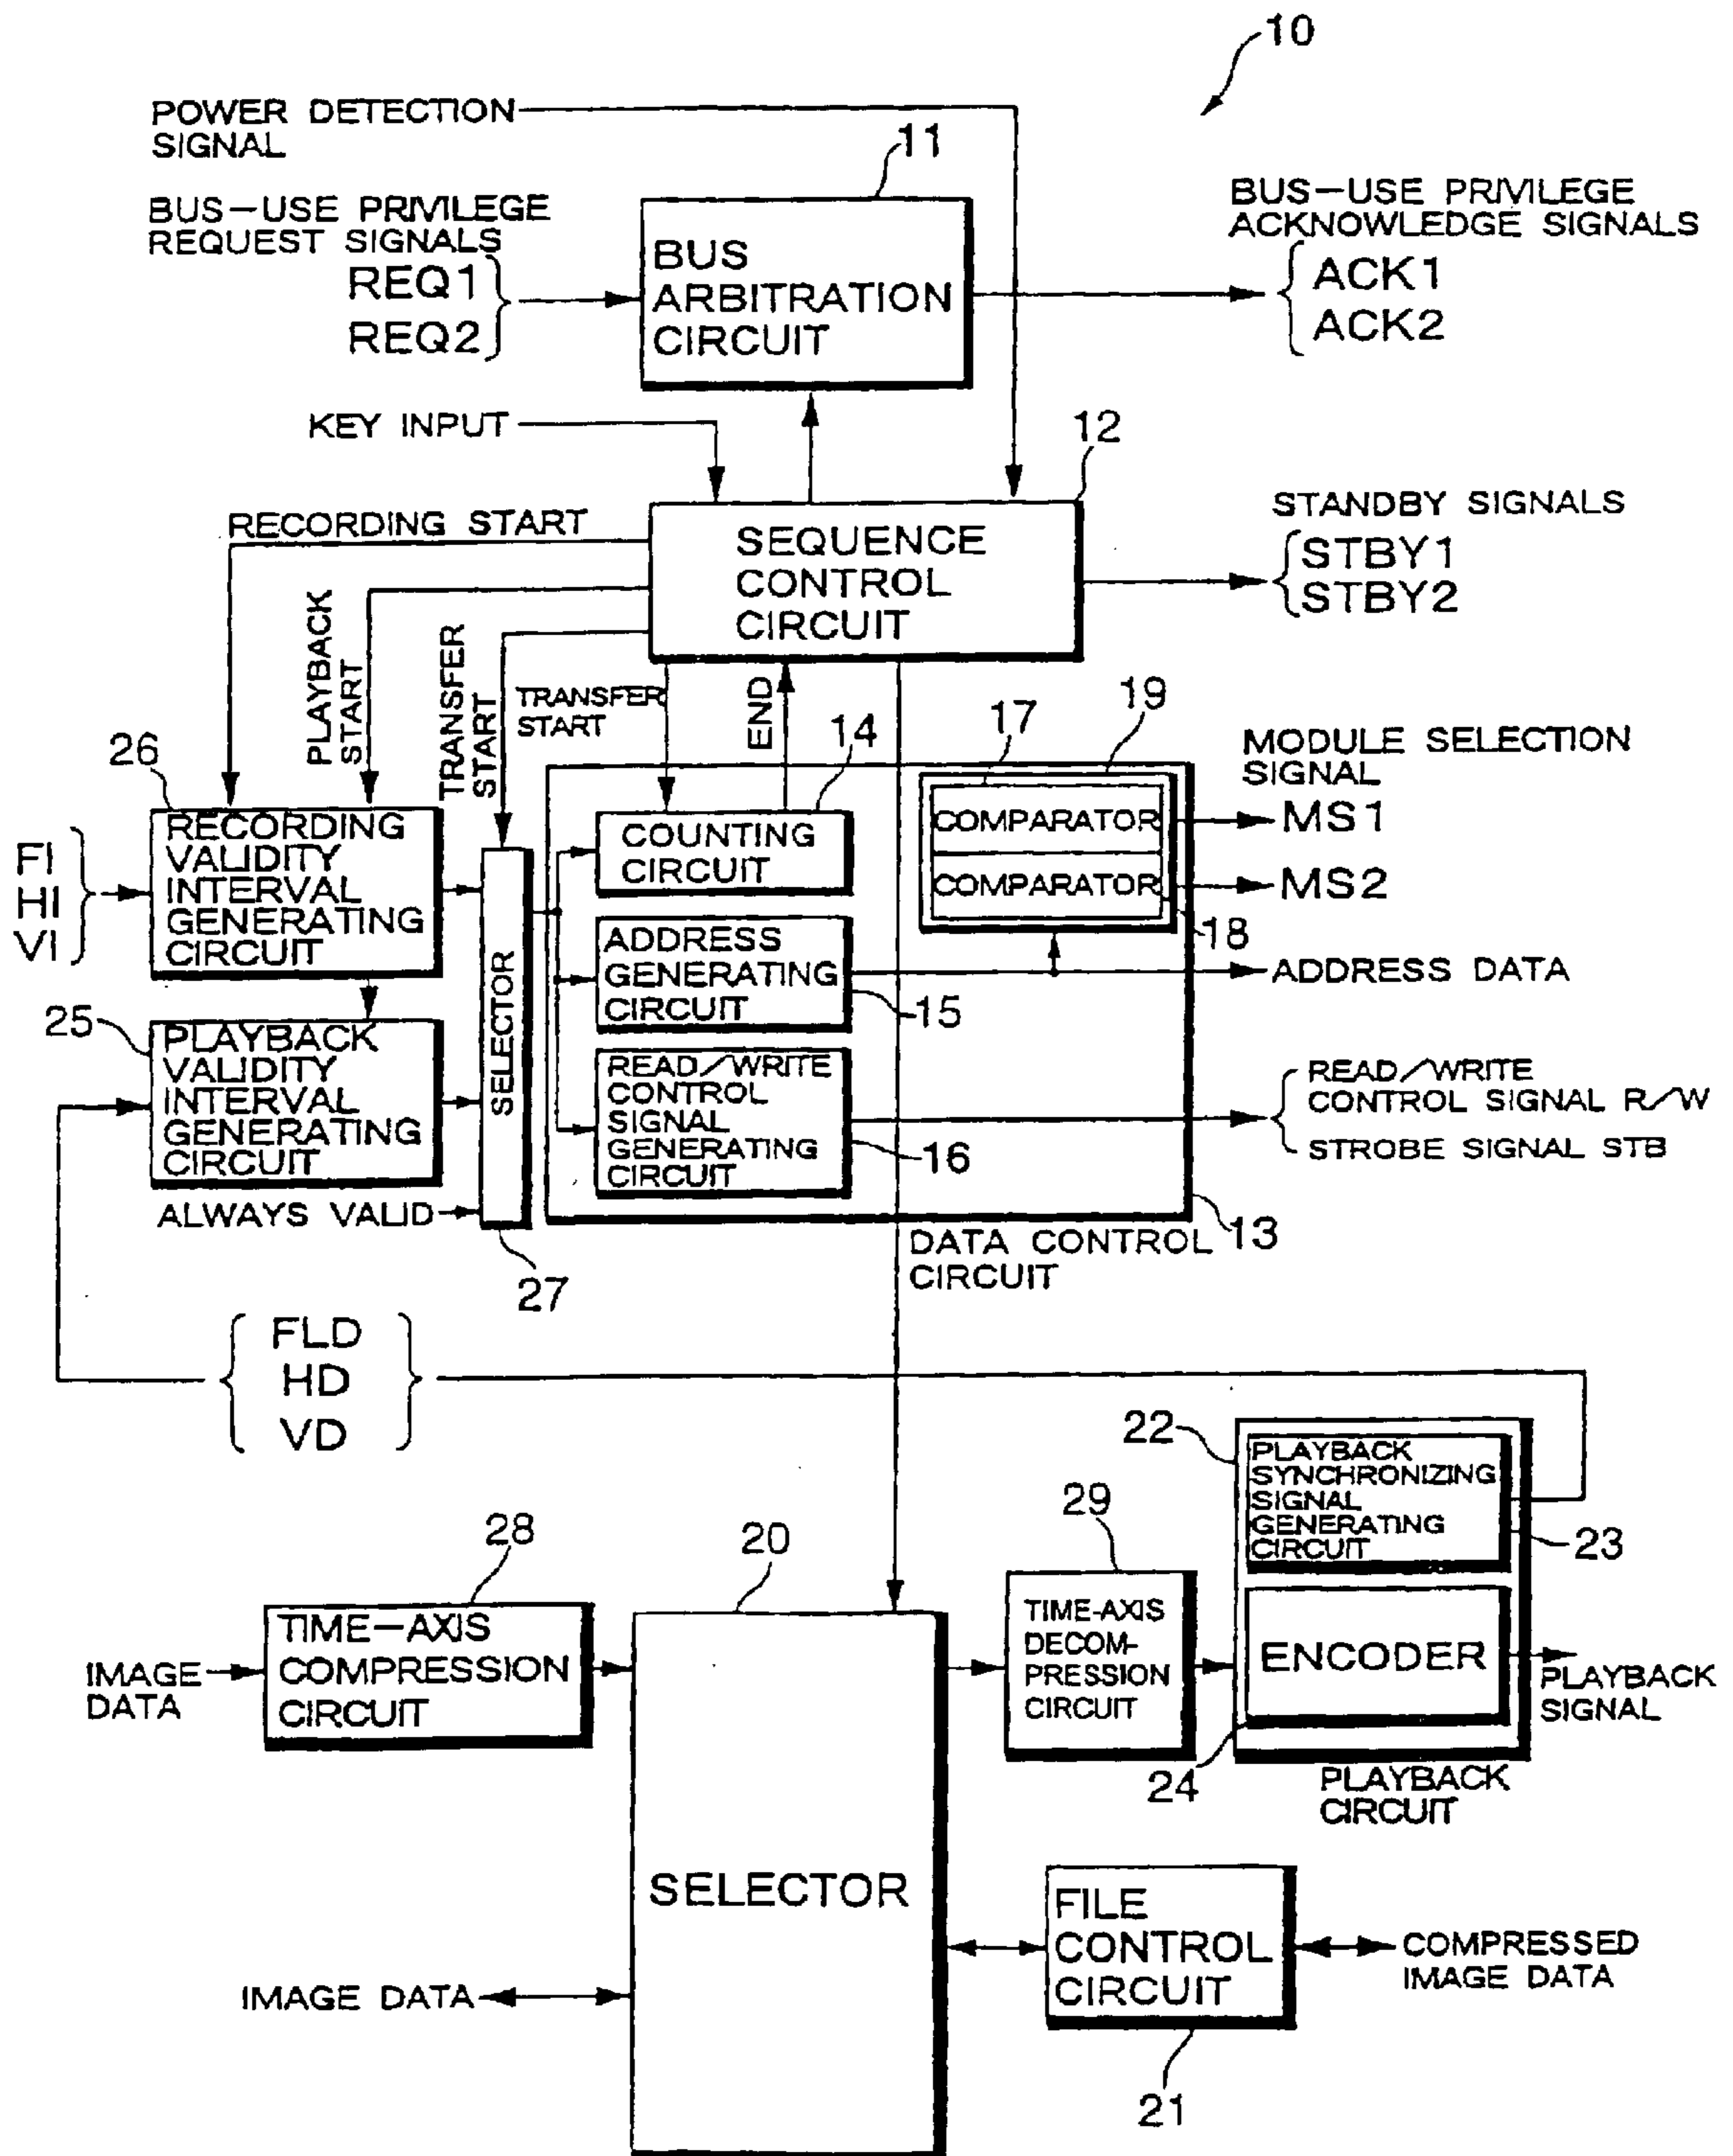 10
POWER DETECTION
SIGNAL
11
BUS-USE PRIVILEGE
REQUEST SIGNALS
REQ1
REQ2
BUS
ARBITRATION
CIRCUIT
BUS-USE PRIVILEGE
ACKNOWLEDGE SIGNALS
ACK1
ACK2
KEY INPUT
12
RECORDING START
SEQUENCE
CONTROL
CIRCUIT
STANDBY SIGNALS
STBY1
STBY2
PLAYBACK
START
TRANSFER
START
TRANSFER
START
END
14
17
19
MODULE SELECTION
SIGNAL
26
FI
HI
VI
RECORDING
VALIDITY
INTERVAL
GENERATING
CIRCUIT
COUNTING
CIRCUIT
COMPARATOR
MS1
COMPARATOR
MS2
18
SELECTOR
ADDRESS
GENERATING
CIRCUIT
15
ADDRESS DATA
25
PLAYBACK
VALIDITY
INTERVAL
GENERATING
CIRCUIT
READ/WRITE
CONTROL
SIGNAL
GENERATING
CIRCUIT
16
READ/WRITE
CONTROL SIGNAL R/W
STROBE SIGNAL STB
ALWAYS VALID
27
DATA CONTROL
CIRCUIT
13
FLD
HD
VD
22
PLAYBACK
SYNCHRONIZING
SIGNAL
GENERATING
CIRCUIT
23
28
20
29
IMAGE
DATA
TIME-AXIS
COMPRESSION
CIRCUIT
TIME-AXIS
DECOM-
PRESSION
CIRCUIT
ENCODER
PLAYBACK
SIGNAL
24
PLAYBACK
CIRCUIT
SELECTOR
FILE
CONTROL
CIRCUIT
COMPRESSED
IMAGE DATA
IMAGE DATA
21